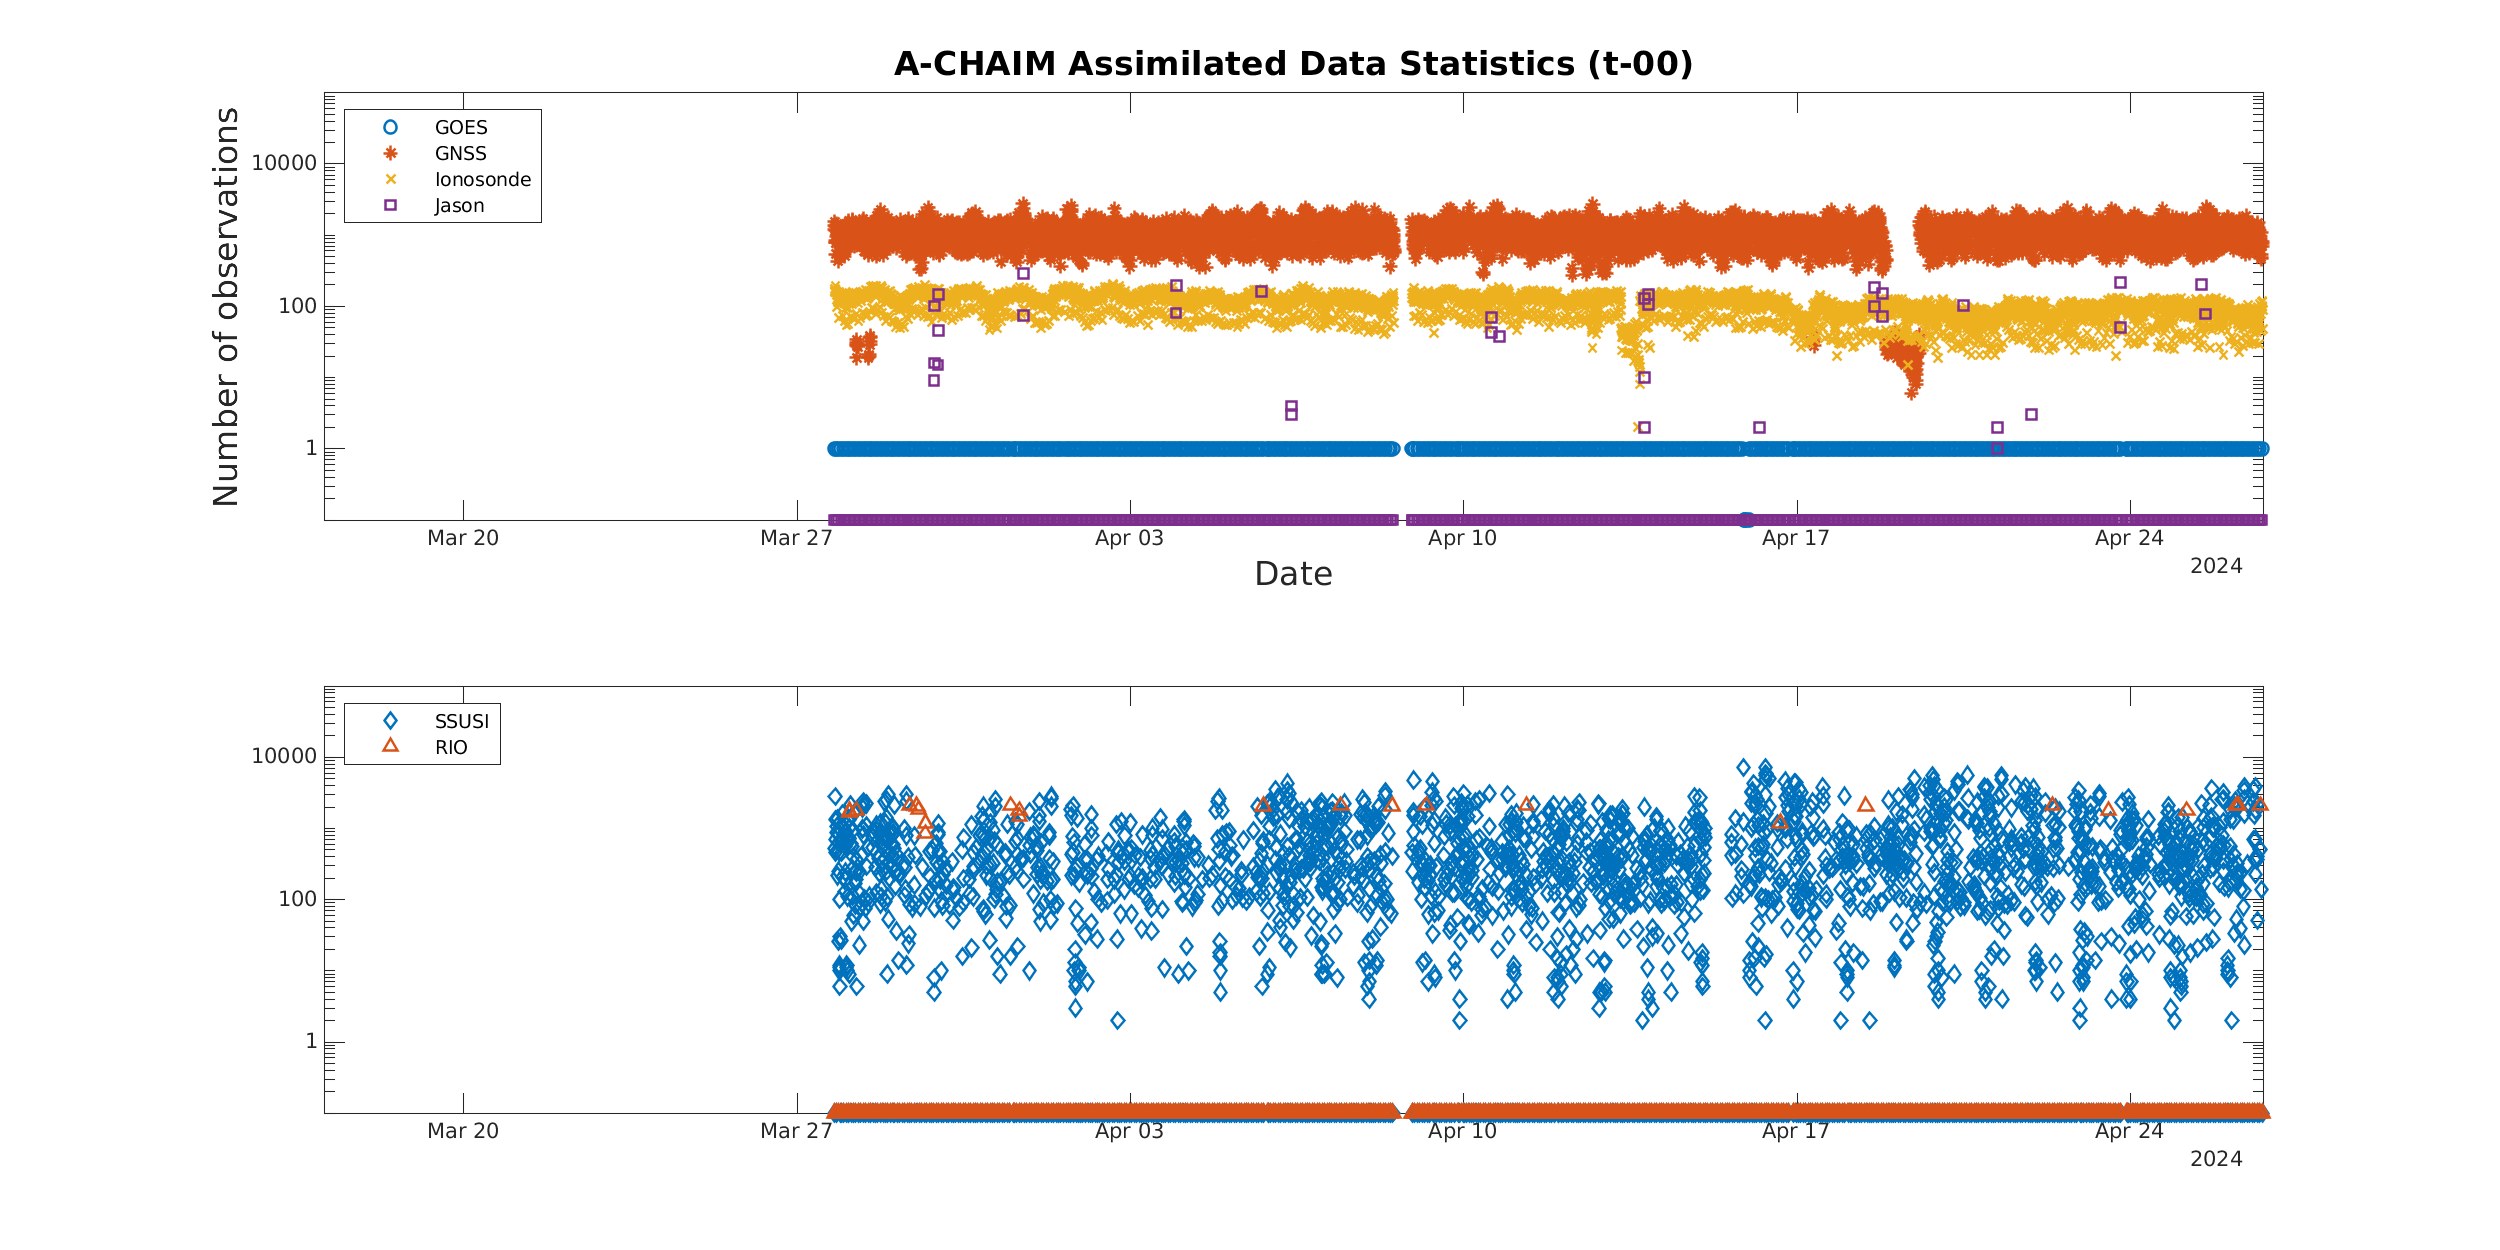 A-CHAIM Assimilated Data Statistics (t-00)
Number of observations
10000
100
1
GOES
GNSS
Ionosonde
Jason
Mar 20 Mar 27 Apr 03 Apr 10 Apr 17 Apr 24
2024
Date
10000
100
1
SSUSI
RIO
Mar 20 Mar 27 Apr 03 Apr 10 Apr 17 Apr 24
2024